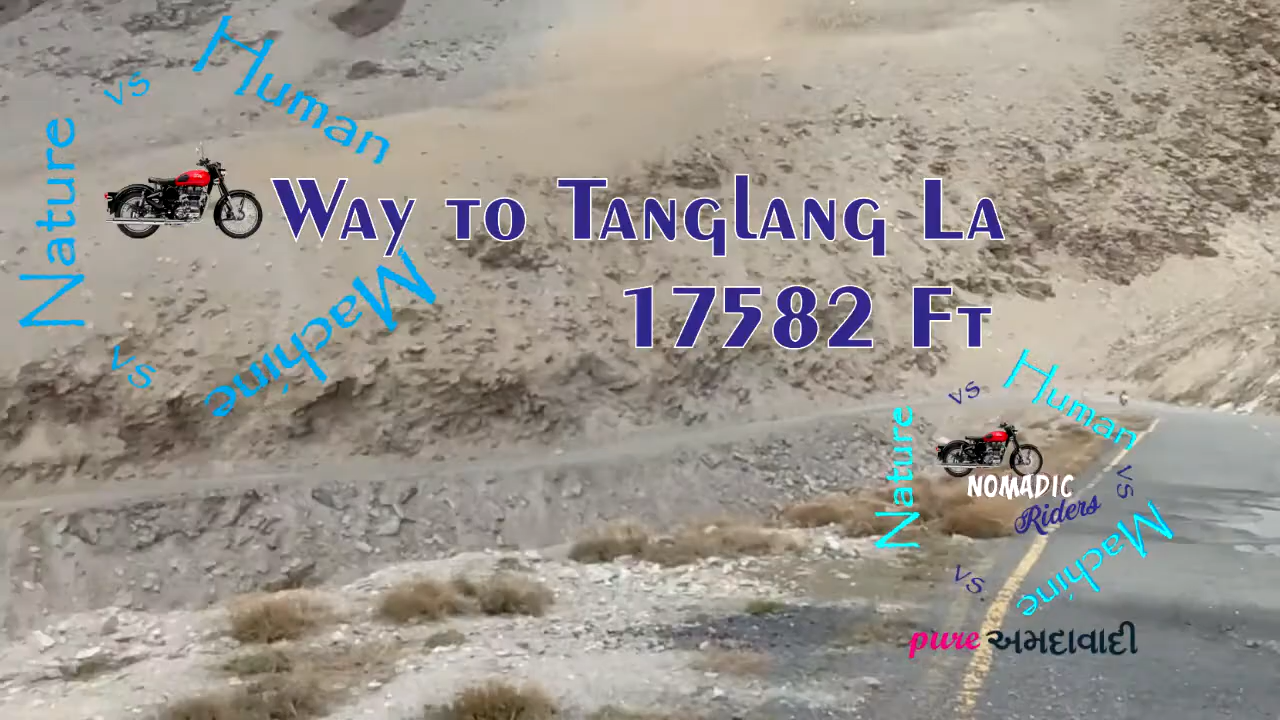 Nature vs Human
vs Machine
Way to Tanglang La
17582 Ft
Nature vs Human
vs Machine
vs.
NOMADIC
Riders
pure અમદાવાદી